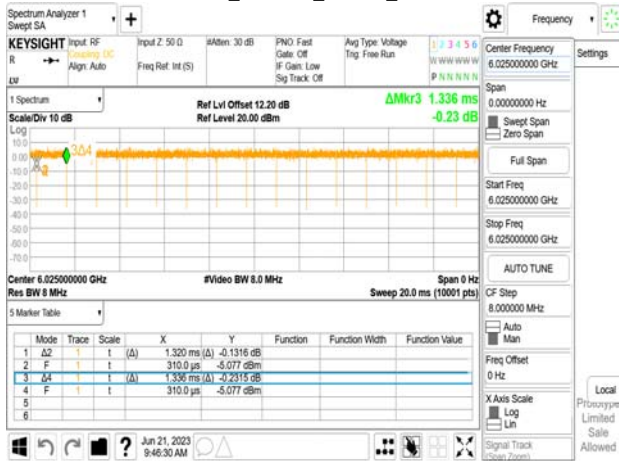 Spectrum Analyzer 1
Swept SA
+
Frequency
KEYSIGHT
Input: RF
Coupling: DC
Align: Auto
Input Z: 50 Ω
Freq Ref: Int (S)
#Atten: 30 dB
PNO: Fast
Gate: Off
IF Gain: Low
Sig Track: Off
Avg Type: Voltage
Trig: Free Run
1 2 3 4 5 6
W W W W W W
P N N N N N
R
LXI
1 Spectrum
Scale/Div 10 dB
Ref Lvl Offset 12.20 dB
Ref Level 20.00 dBm
ΔMkr3 1.336 ms
-0.23 dB
Log
10.0
0.00
-10.0
-20.0
-30.0
-40.0
-50.0
-60.0
-70.0
3Δ4
Center 6.025000000 GHz
Res BW 8 MHz
#Video BW 8.0 MHz
Span 0 Hz
Sweep 20.0 ms (10001 pts)
5 Marker Table
Mode Trace Scale X Y Function Function Width Function Value
1 Δ2 1 t (Δ) 1.320 ms (Δ) -0.1316 dB
2 F 1 t 310.0 µs -5.077 dBm
3 Δ4 1 t (Δ) 1.336 ms (Δ) -0.2315 dB
4 F 1 t 310.0 µs -5.077 dBm
5
6
?
Jun 21, 2023
9:46:30 AM
Center Frequency
6.025000000 GHz
Settings
Span
0.00000000 Hz
Swept Span
Zero Span
Full Span
Start Freq
6.025000000 GHz
Stop Freq
6.025000000 GHz
AUTO TUNE
CF Step
8.000000 MHz
Auto
Man
Freq Offset
0 Hz
X Axis Scale
Log
Lin
Signal Track
(Span Zoom)
Local
Prototype
Limited
Sale
Allowed